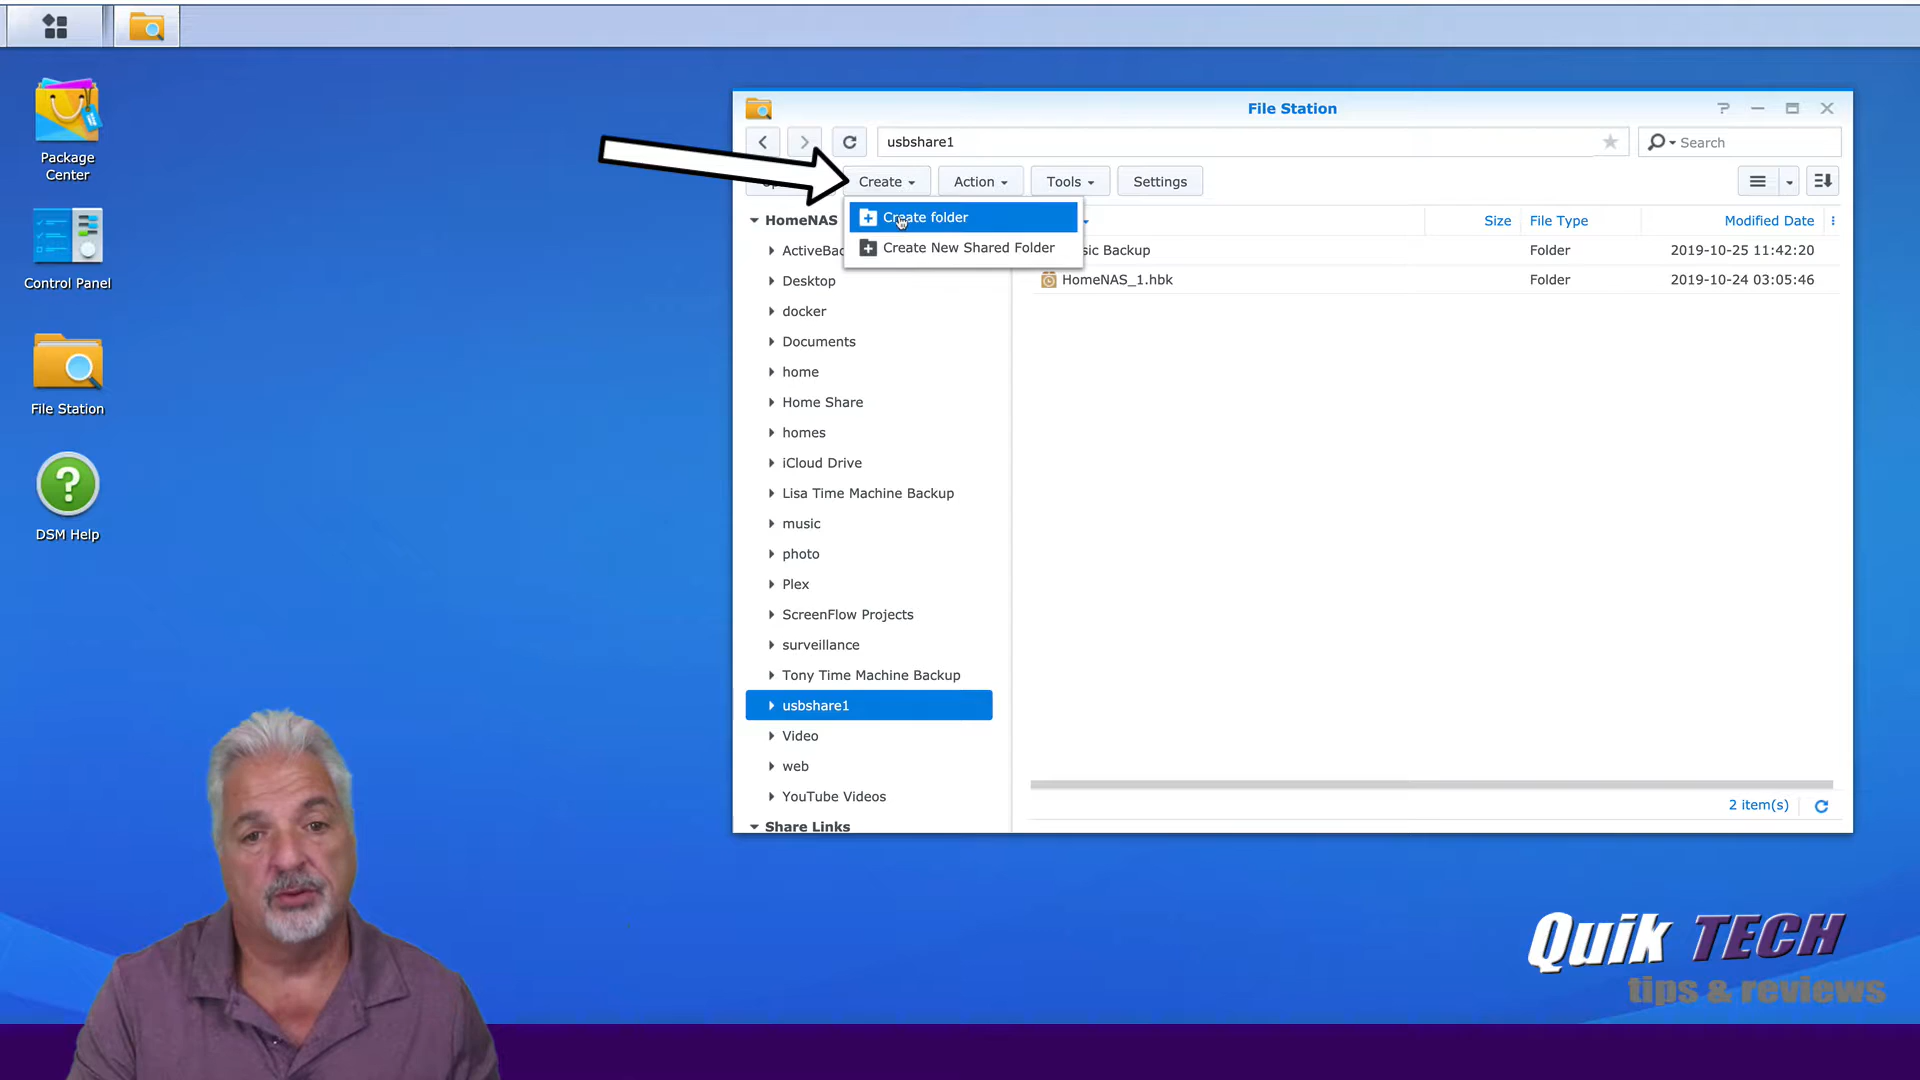 File Station
usbshare1
Search
Create
Action
Tools
Settings
Create folder
Create New Shared Folder
Size
File Type
Modified Date
Backup
Folder
2019-10-25 11:42:20
HomeNAS_1.hbk
Folder
2019-10-24 03:05:46
HomeNAS
Desktop
docker
Documents
home
Home Share
homes
iCloud Drive
Lisa Time Machine Backup
music
photo
Plex
ScreenFlow Projects
surveillance
Tony Time Machine Backup
usbshare1
Video
web
YouTube Videos
Share Links
2 item(s)
Package
Center
Control Panel
File Station
DSM Help
Quik TECH
tips & reviews